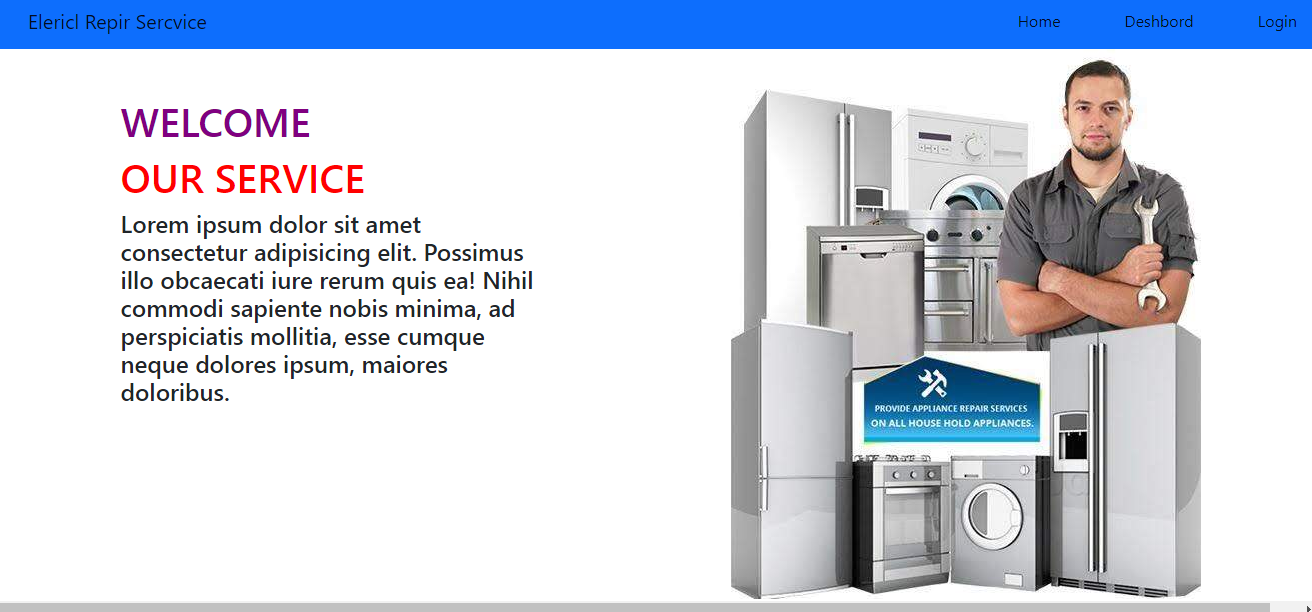 Elericl Repir Sercvice
Home
Deshbord
Login
WELCOME
OUR SERVICE
Lorem ipsum dolor sit amet
consectetur adipisicing elit. Possimus
illo obcaecati iure rerum quis ea! Nihil
commodi sapiente nobis minima, ad
perspiciatis mollitia, esse cumque
neque dolores ipsum, maiores
doloribus.
PROVIDE APPLIANCE REPAIR SERVICES
ON ALL HOUSE HOLD APPLIANCES.